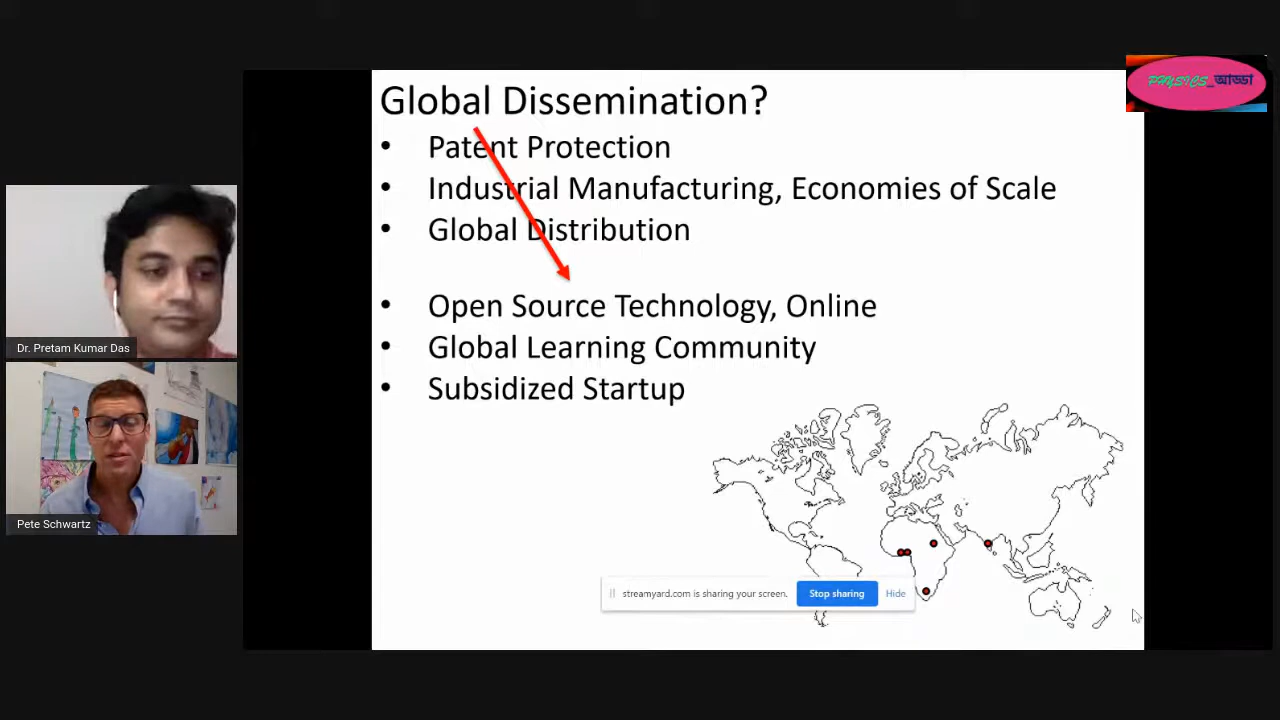 PHYSICS_আড্ডা
Global Dissemination?
• Patent Protection
• Industrial Manufacturing, Economies of Scale
• Global Distribution
• Open Source Technology, Online
• Global Learning Community
• Subsidized Startup
Dr. Pretam Kumar Das
Pete Schwartz
streamyard.com is sharing your screen.
Stop sharing
Hide